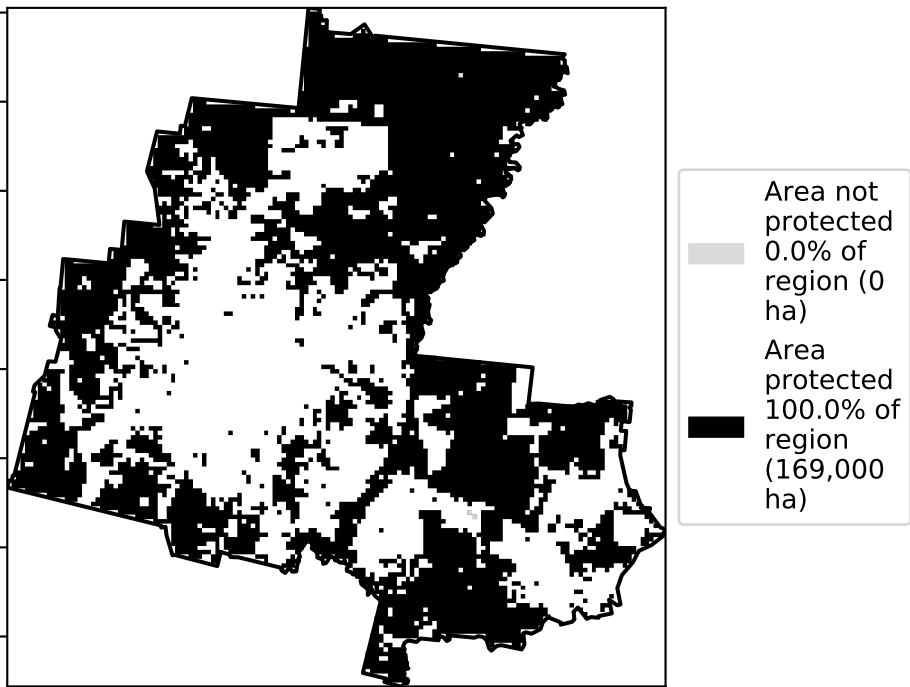 Area not
protected
0.0% of
region (0
ha)
Area
protected
100.0% of
region
(169,000
ha)